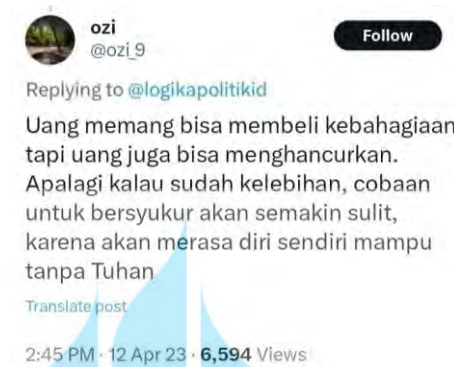 ozi
@ozi_9
Follow
Replying to @logikapolitikid
Uang memang bisa membeli kebahagiaan
tapi uang juga bisa menghancurkan.
Apalagi kalau sudah kelebihan, cobaan
untuk bersyukur akan semakin sulit,
karena akan merasa diri sendiri mampu
tanpa Tuhan
Translate post
2:45 PM · 12 Apr 23 · 6,594 Views